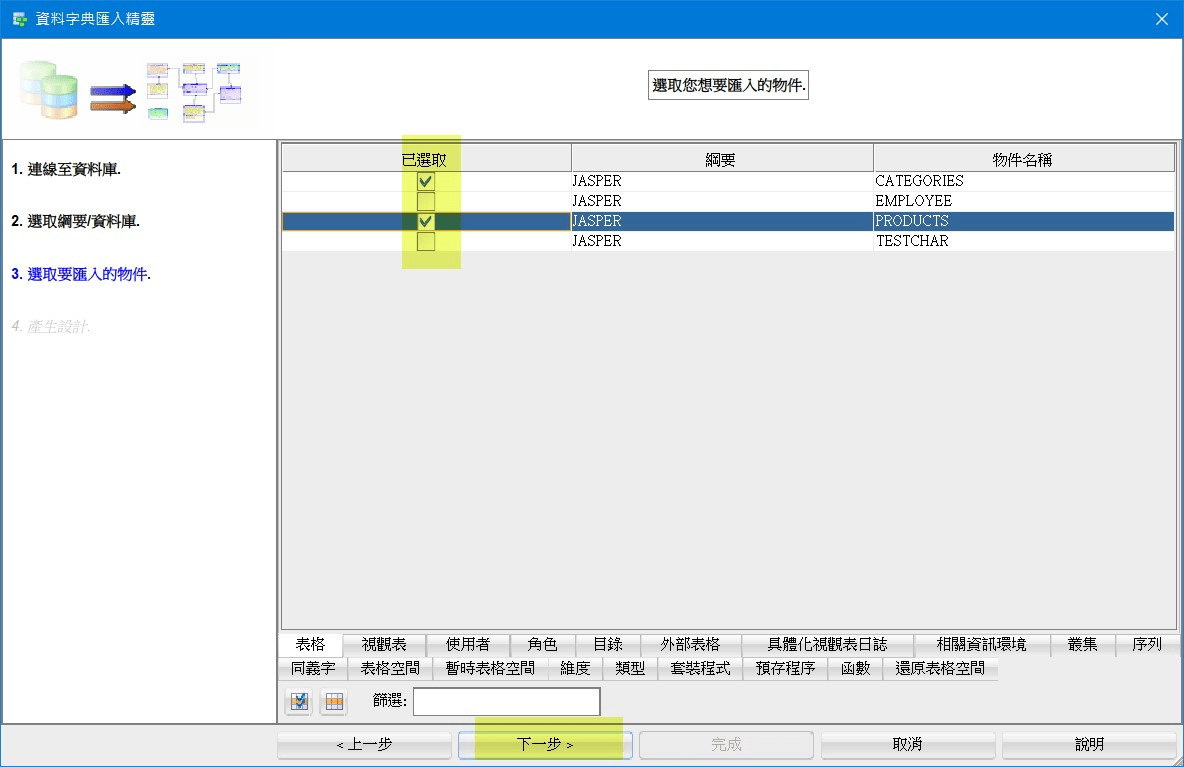 資料字典匯入精靈
選取您想要匯入的物件.
1. 連線至資料庫.
2. 選取綱要/資料庫.
3. 選取要匯入的物件.
4. 產生設計.
已選取 綱要 物件名稱
JASPER CATEGORIES
JASPER EMPLOYEE
JASPER PRODUCTS
JASPER TESTCHAR
表格 視觀表 使用者 角色 目錄 外部表格 具體化視觀表日誌 相關資訊環境 叢集 序列
同義字 表格空間 暫時表格空間 維度 類型 套裝程式 預存程序 函數 還原表格空間
篩選:
< 上一步 下一步 > 完成 取消 說明